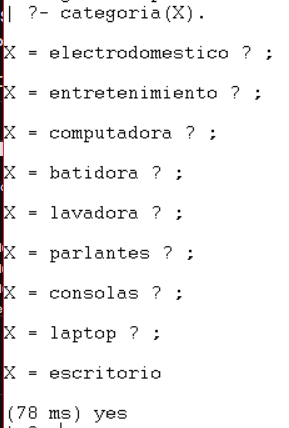 | ?- categoria(X).
X = electrodomestico ? ;
X = entretenimiento ? ;
X = computadora ? ;
X = batidora ? ;
X = lavadora ? ;
X = parlantes ? ;
X = consolas ? ;
X = laptop ? ;
X = escritorio
(78 ms) yes